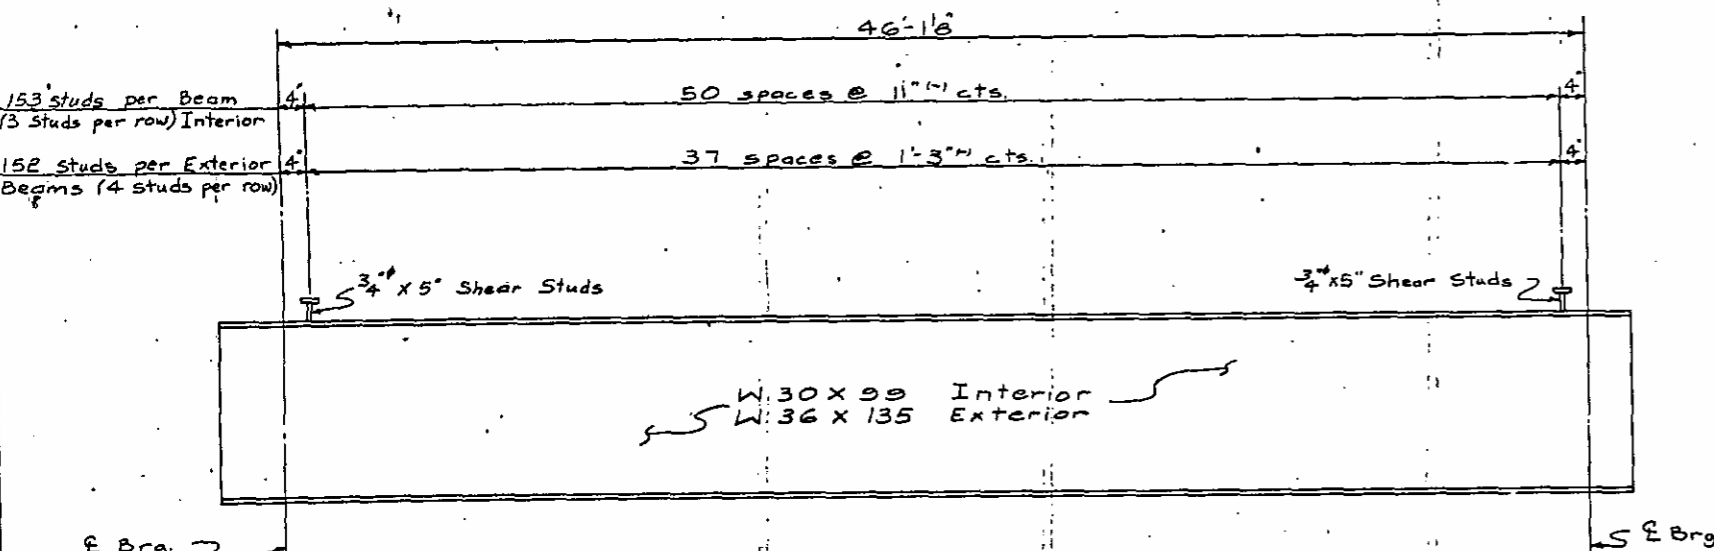 46'-1⅛"
153 studs per Beam 4" 50 spaces @ 11"(-) cts. 4"
(3 Studs per row) Interior
152 studs per Exterior 4" 37 spaces @ 1'-3"(-) cts. 4"
Beams (4 studs per row)
¾"φ x 5" Shear Studs ¾"φ x 5" Shear Studs
W 30 x 99 Interior
W 36 x 135 Exterior
℄ Brg. ℄ Brg